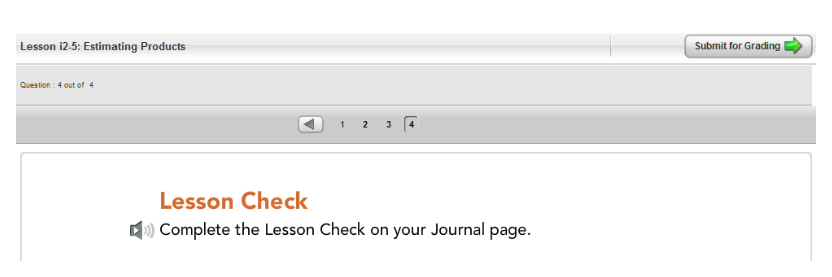 Lesson i2-5: Estimating Products
Submit for Grading
Question : 4 out of 4
1 2 3 4
Lesson Check
Complete the Lesson Check on your Journal page.